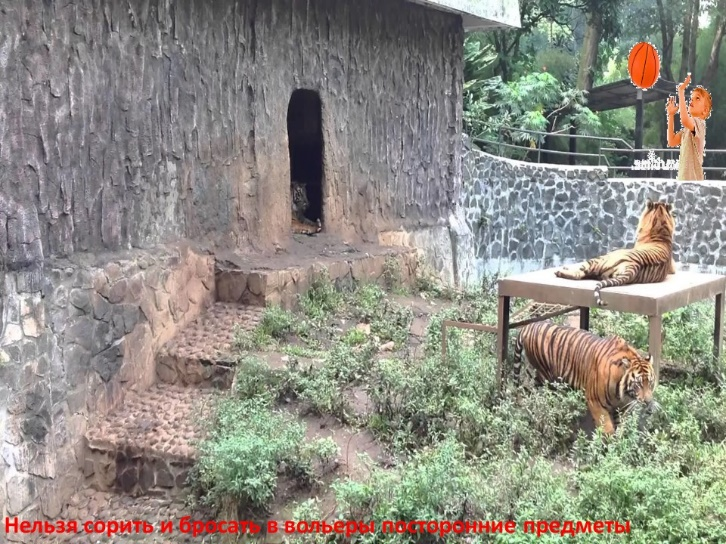 Нельзя сорить и бросать в вольеры посторонние предметы